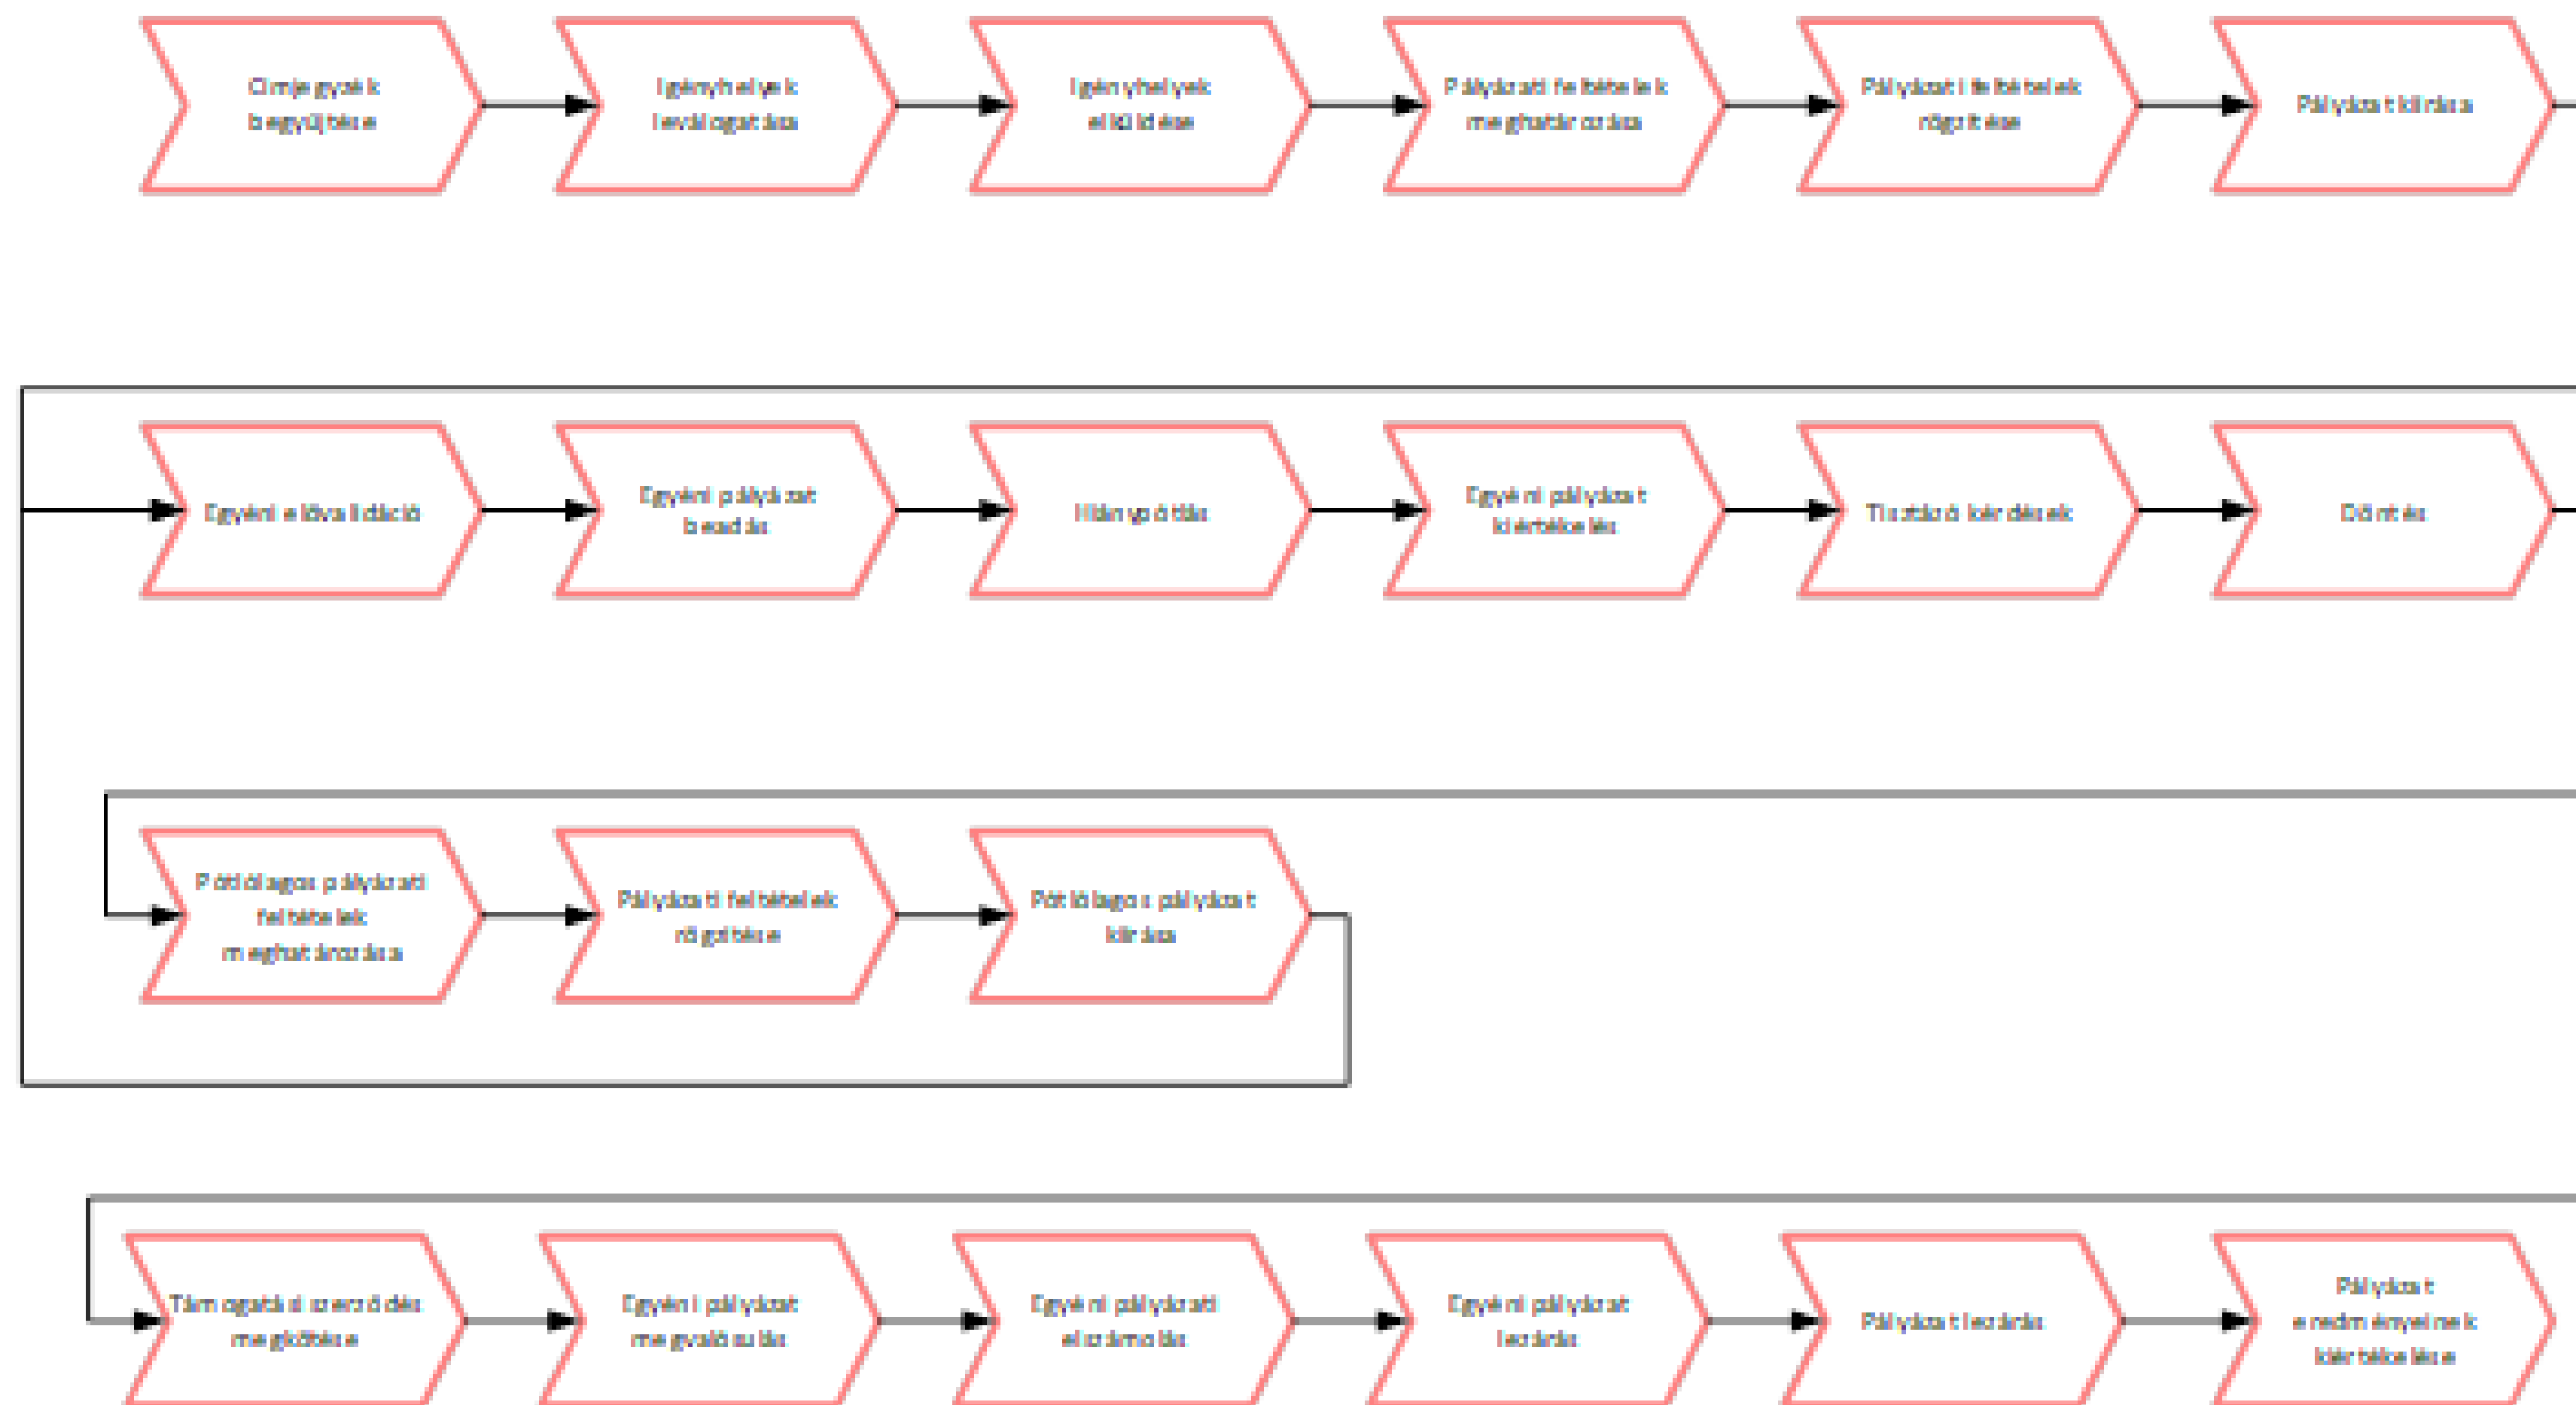 Címjegyzék
begyűjtése
Igényhelyek
leválogatása
Igényhelyek
elküldése
Pályázati feltételek
meghatározása
Pályázati feltételek
rögzítése
Pályázat kiírása
Egyéni elővalidáció
Egyéni pályázat
beadás
Hiánypótlás
Egyéni pályázat
kiértékelés
Tisztázó kérdések
Döntés
Pótlólagos pályázati
feltételek
meghatározása
Pályázati feltételek
rögzítése
Pótlólagos pályázat
kiírása
Támogatási szerződés
megkötése
Egyéni pályázat
megvalósulás
Egyéni pályázati
elszámolás
Egyéni pályázat
lezárás
Pályázat lezárás
Pályázat
eredményeinek
kiértékelése